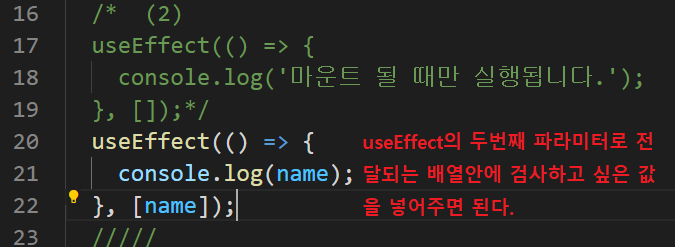 16 /* (2)
17 useEffect(() => {
18 console.log('마운트 될 때만 실행됩니다.');
19 }, []);*/
20 useEffect(() => {
21 console.log(name);
22 }, [name]);
23 /////
useEffect의 두번째 파라미터로 전
달되는 배열안에 검사하고 싶은 값
을 넣어주면 된다.